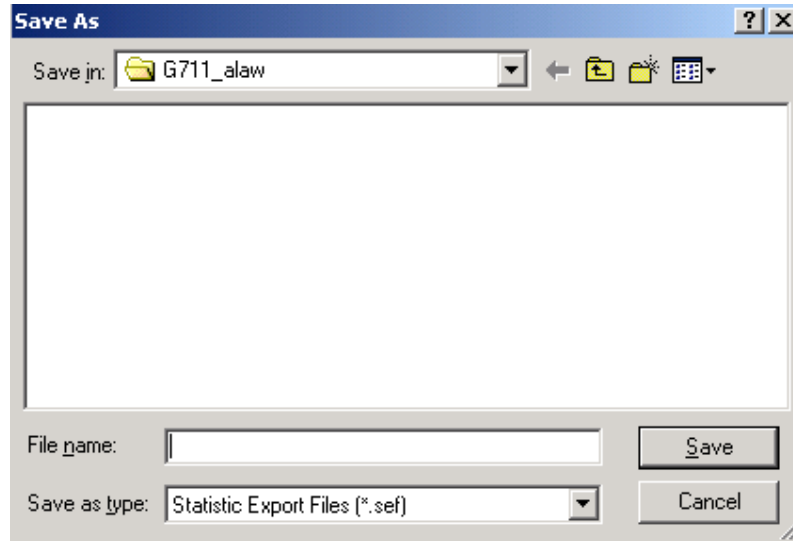 Save As
Save in: G711_alaw
File name:
Save
Save as type: Statistic Export Files (*.sef)
Cancel